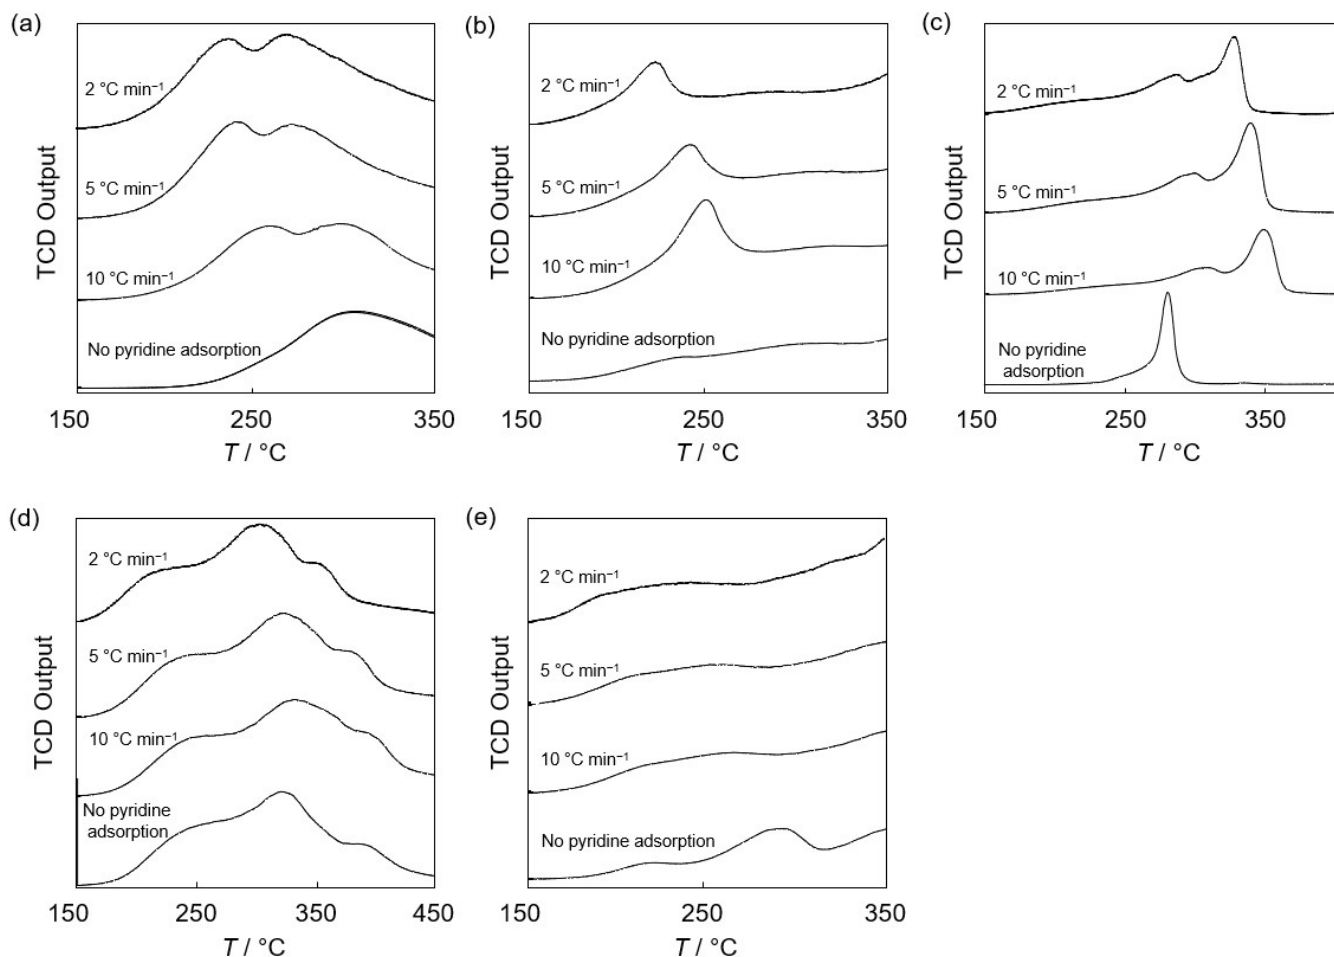 (a)
TCD Output
2 °C min⁻¹
5 °C min⁻¹
10 °C min⁻¹
No pyridine adsorption
150 250 350
T / °C
(b)
TCD Output
2 °C min⁻¹
5 °C min⁻¹
10 °C min⁻¹
No pyridine adsorption
150 250 350
T / °C
(c)
TCD Output
2 °C min⁻¹
5 °C min⁻¹
10 °C min⁻¹
No pyridine
adsorption
150 250 350
T / °C
(d)
TCD Output
2 °C min⁻¹
5 °C min⁻¹
10 °C min⁻¹
No pyridine
adsorption
150 250 350 450
T / °C
(e)
TCD Output
2 °C min⁻¹
5 °C min⁻¹
10 °C min⁻¹
No pyridine adsorption
150 250 350
T / °C